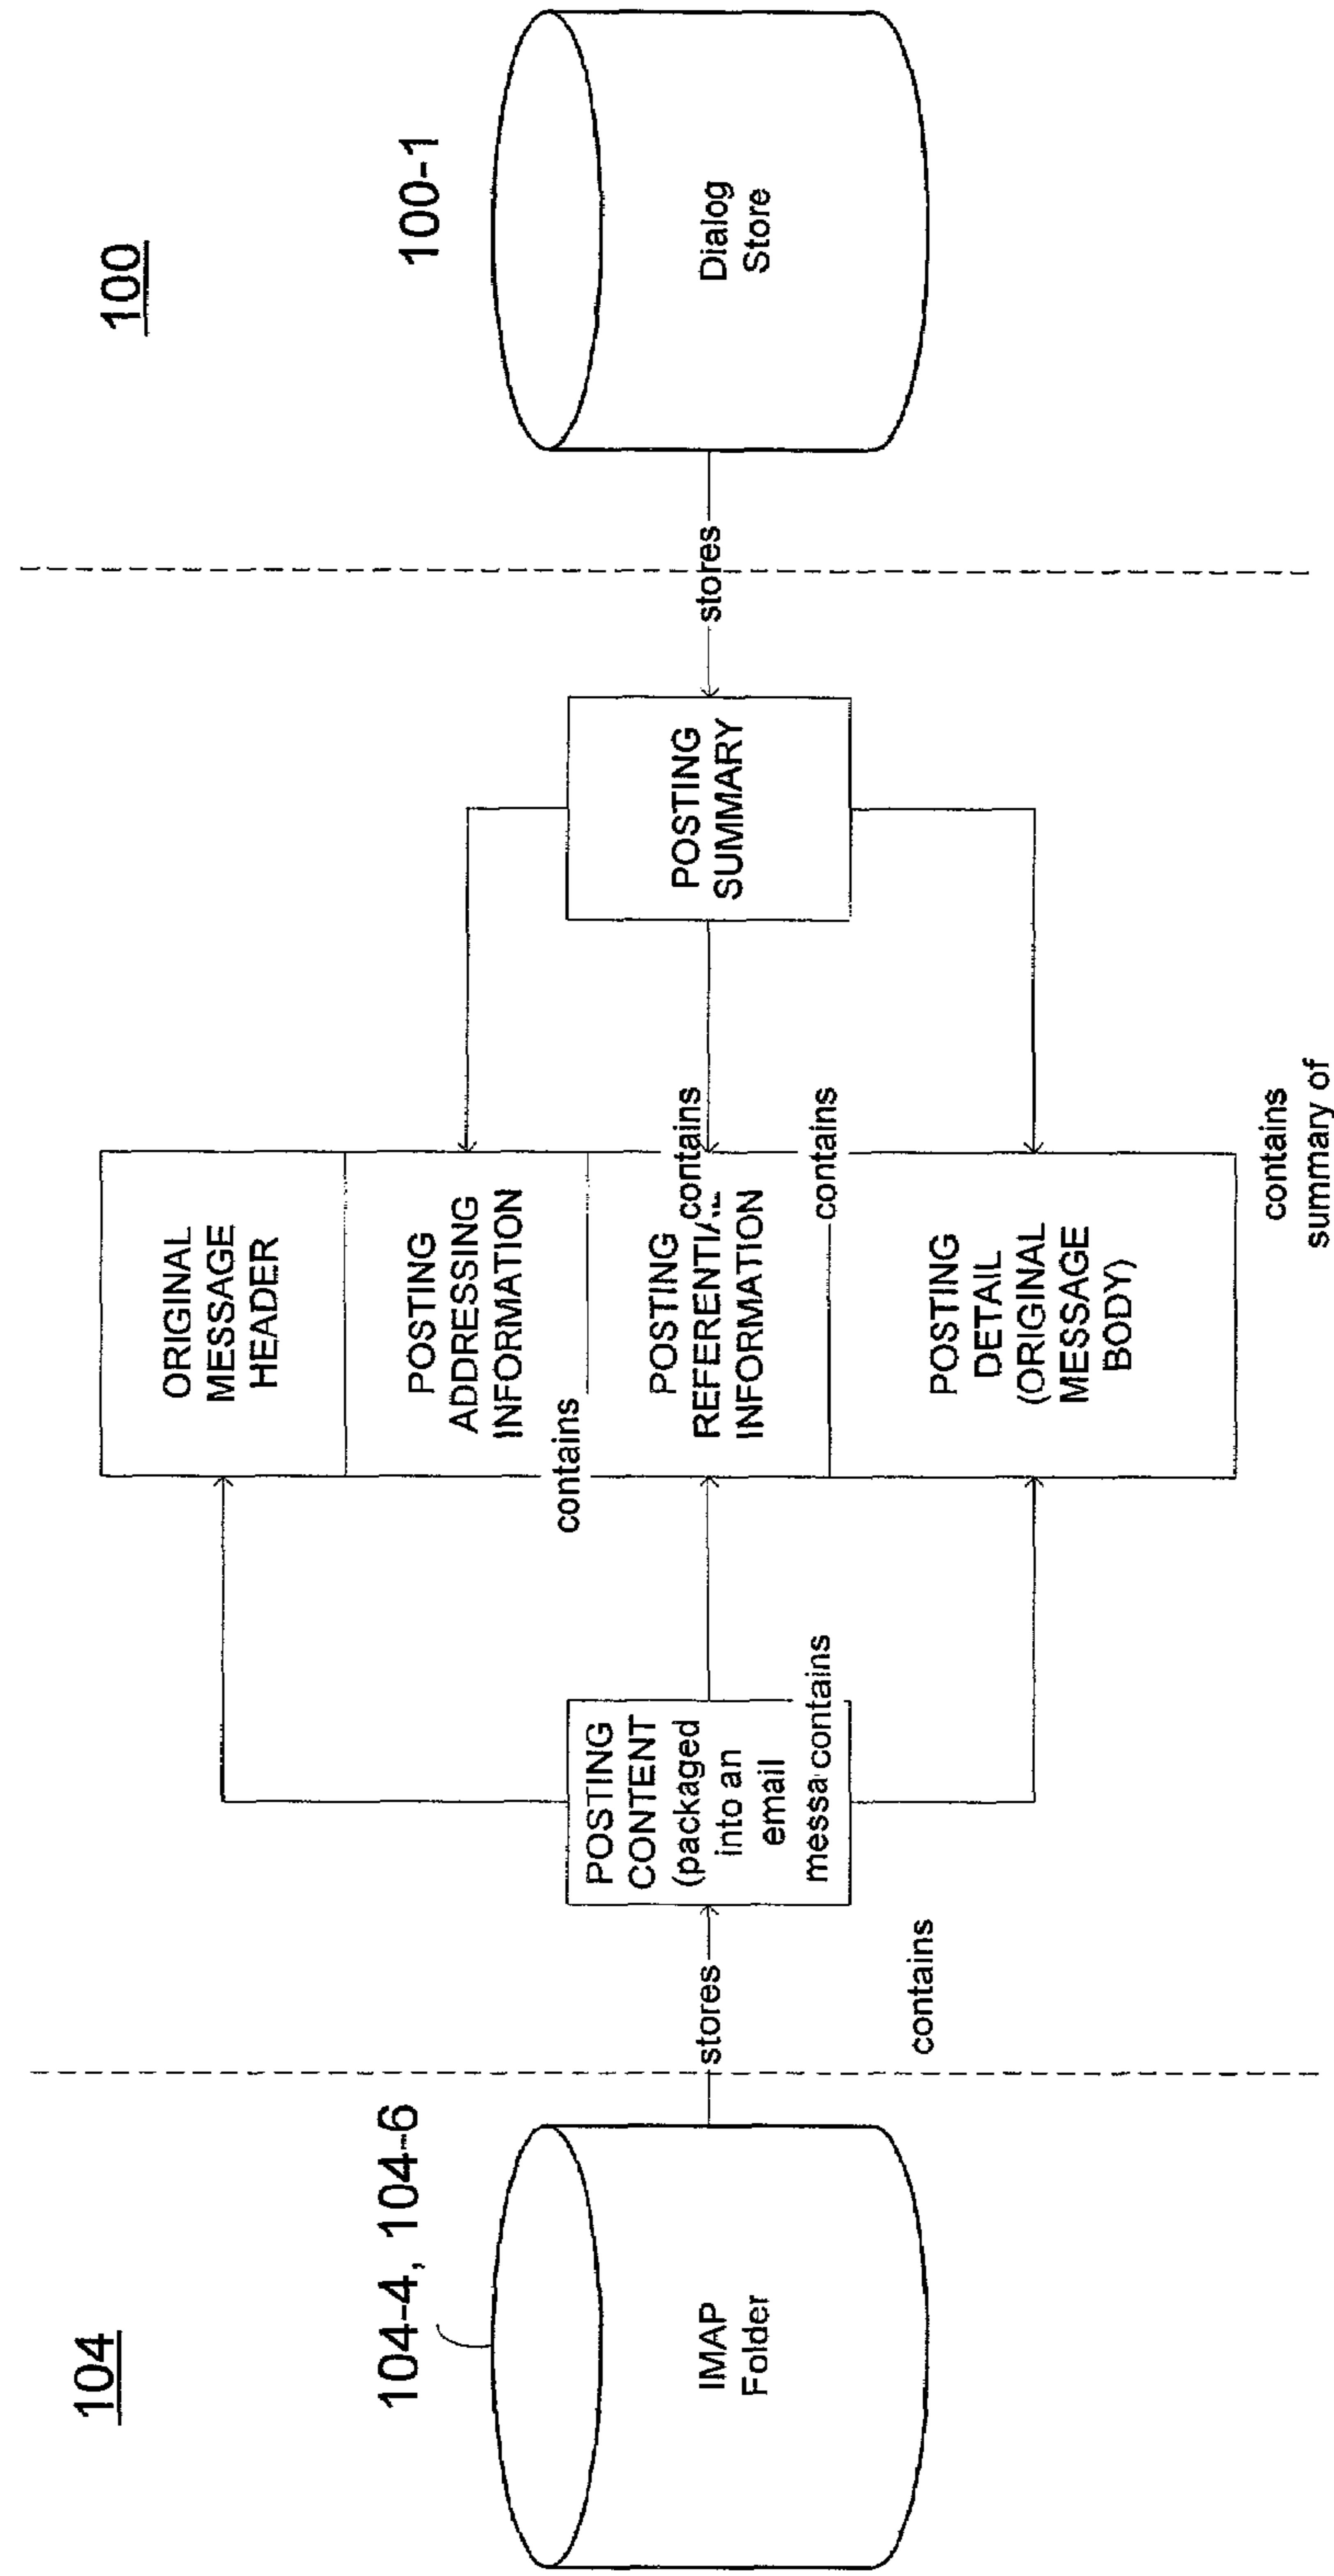 104
104-4, 104-6
IMAP
Folder
stores
contains
POSTING
CONTENT
(packaged
into an
email
messa
contains
contains
ORIGINAL
MESSAGE
HEADER
POSTING
ADDRESSING
INFORMATION
POSTING
REFERENTIAL
INFORMATION
POSTING
DETAIL
(ORIGINAL
MESSAGE
BODY)
contains
contains
contains
summary of
POSTING
SUMMARY
stores
100
100-1
Dialog
Store